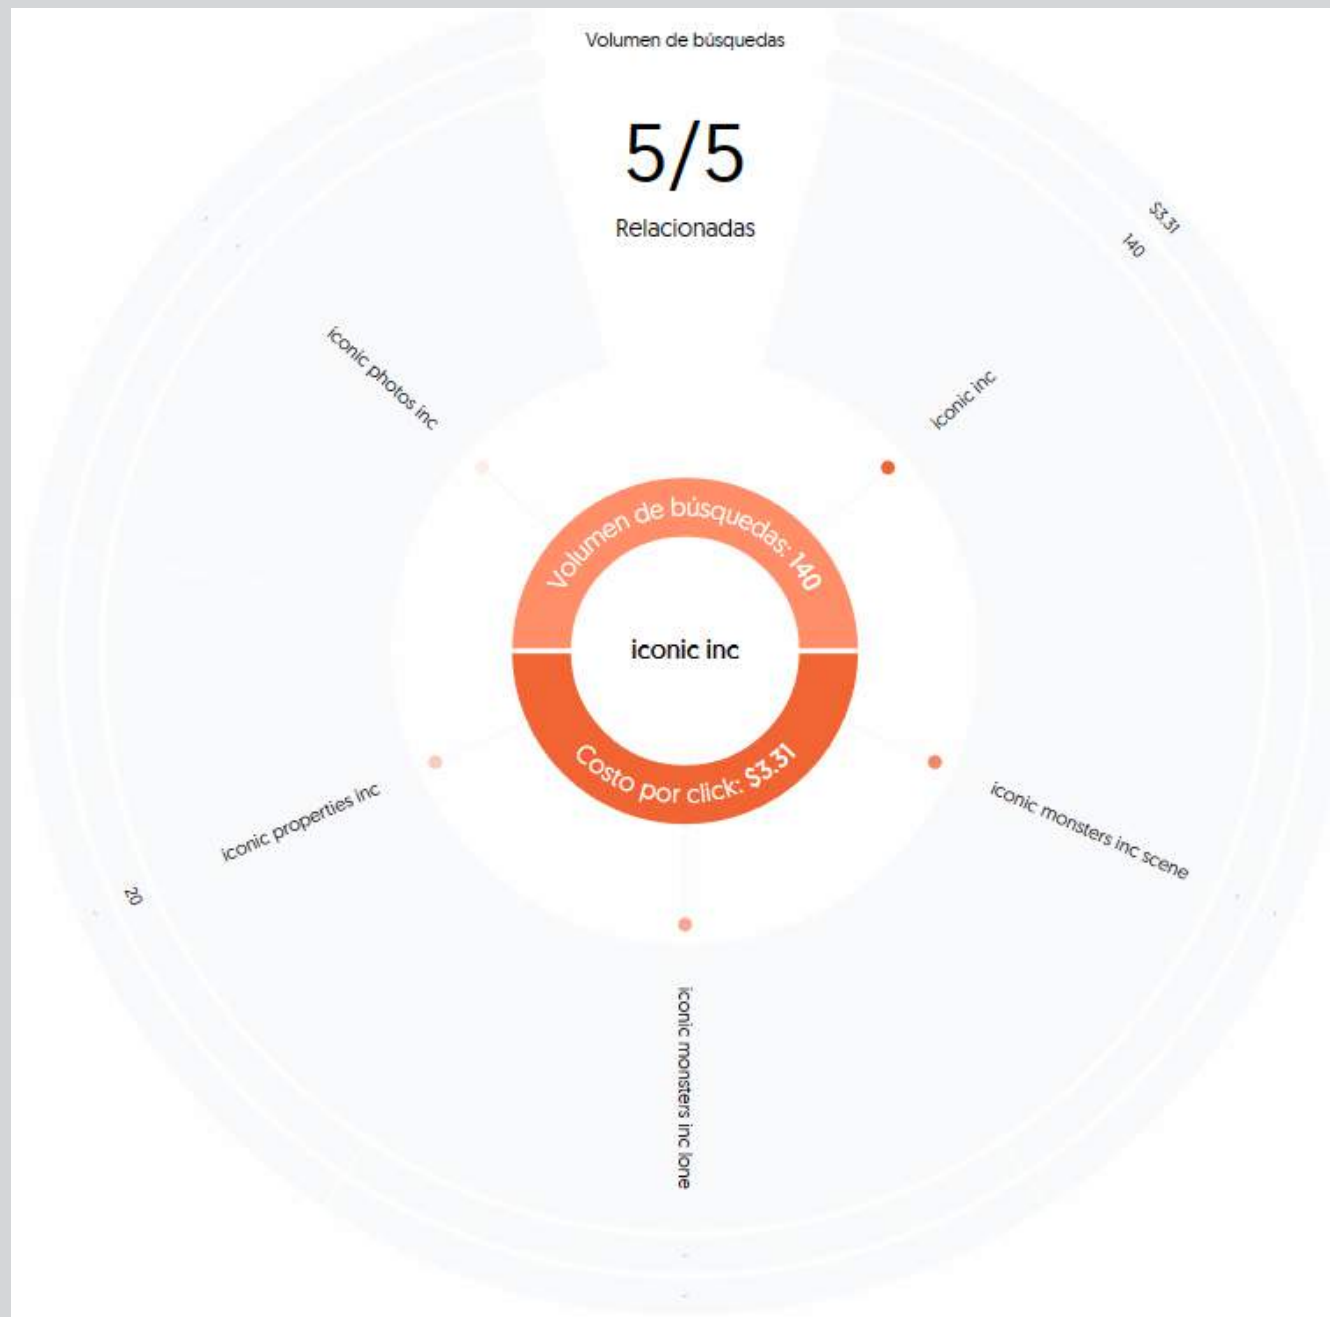 Volumen de búsquedas
5/5
Relacionadas
$3.31
140
iconic inc
iconic photos inc
Volumen de búsquedas: 140
iconic inc
Costo por click: $3.31
iconic properties inc
20
iconic monsters inc scene
iconic monsters inc lone